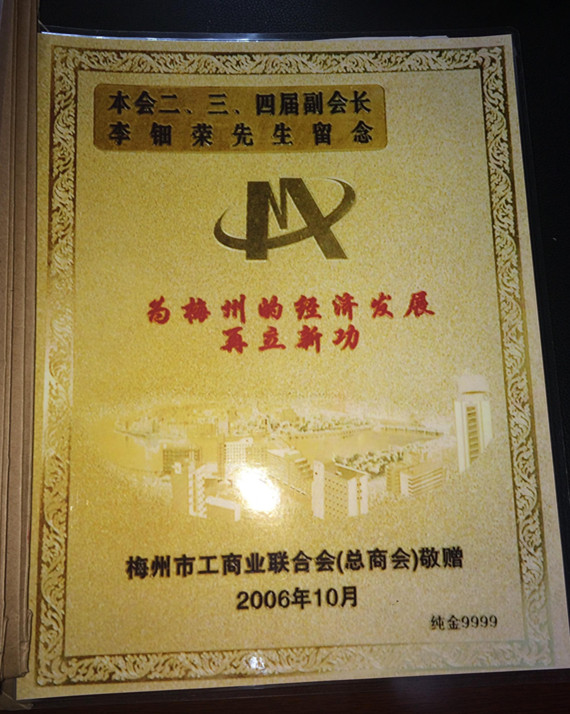 本会二、三、四届副会长
李钿荣先生留念
为梅州的经济发展
再立新功
梅州市工商业联合会(总商会)敬赠
2006年10月
纯金9999